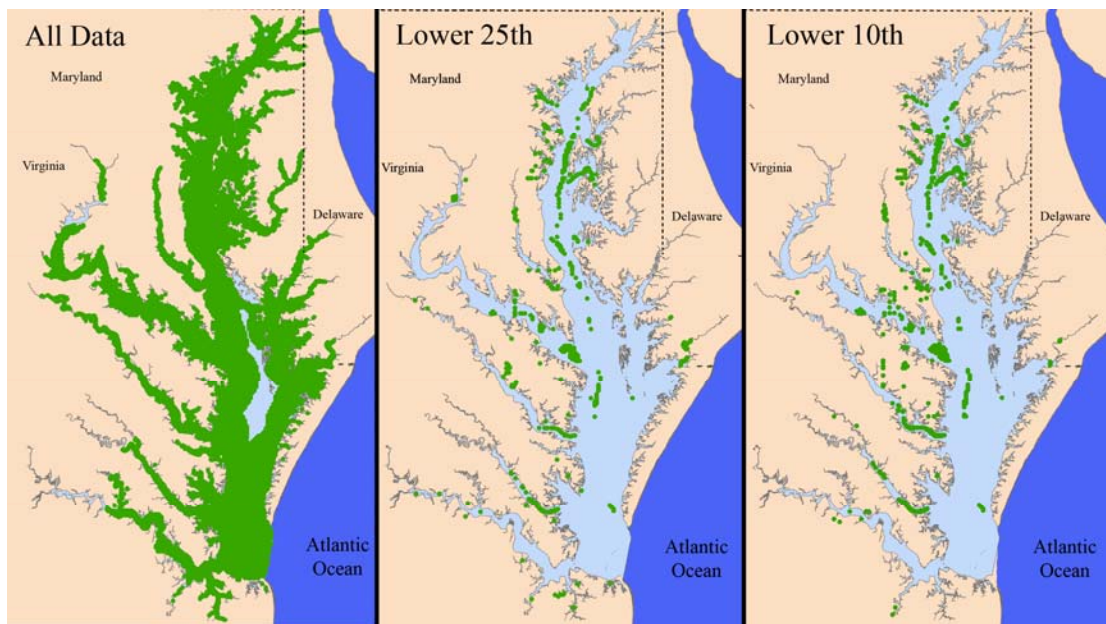 All Data
Maryland
Virginia
Delaware
Atlantic
Ocean
Lower 25th
Maryland
Virginia
Delaware
Atlantic
Ocean
Lower 10th
Maryland
Virginia
Delaware
Atlantic
Ocean